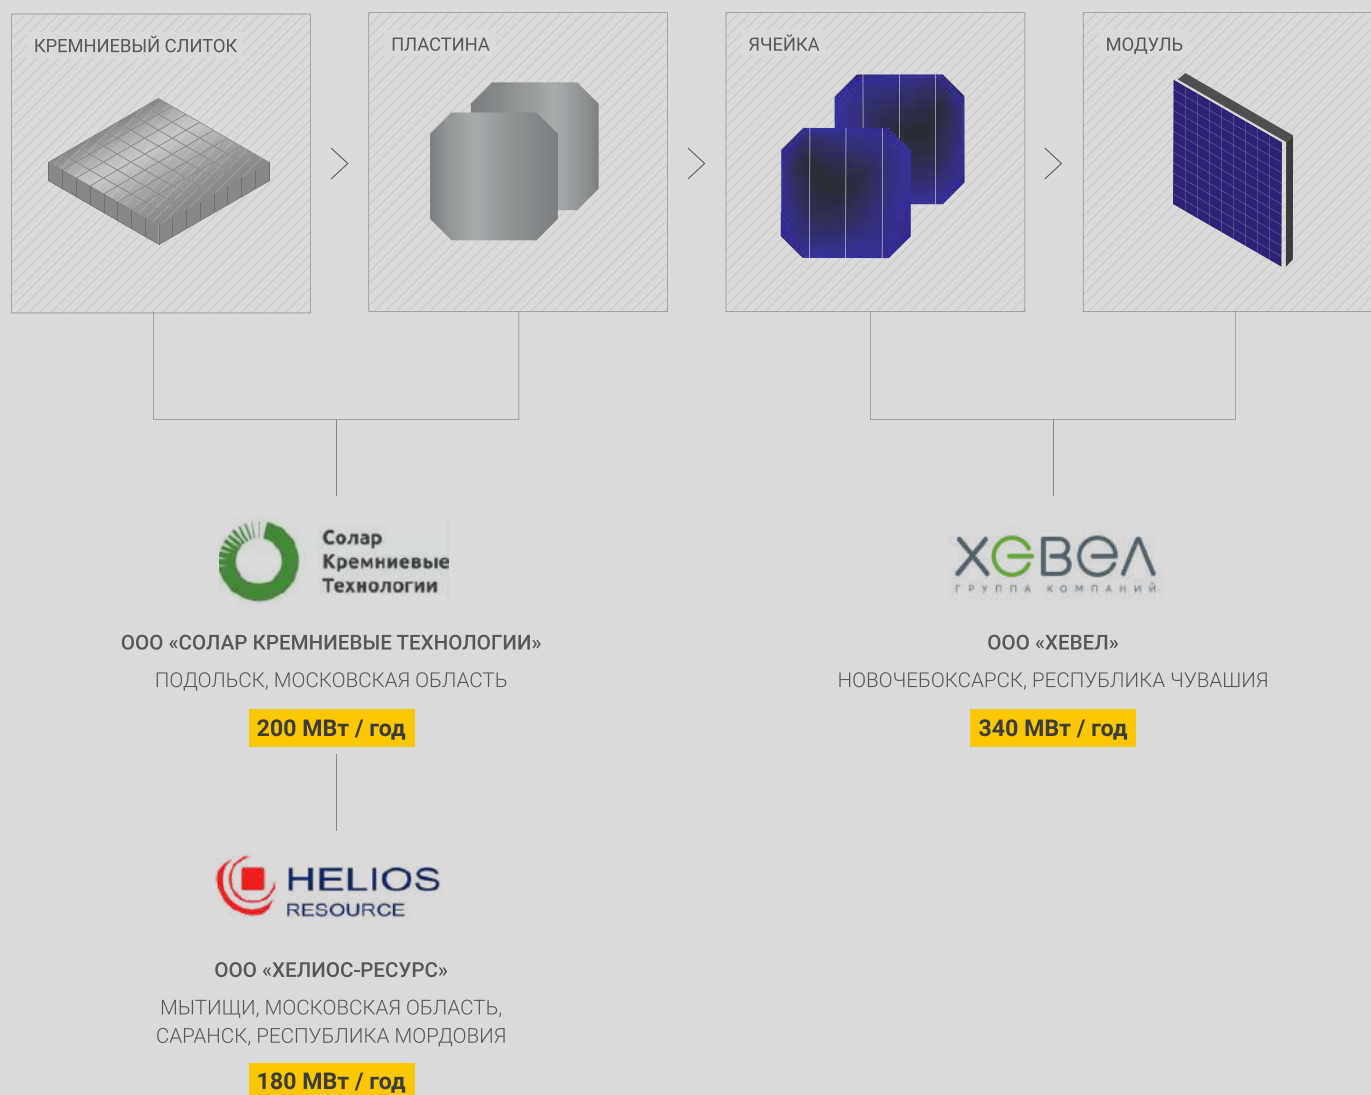 КРЕМНИЕВЫЙ СЛИТОК
ПЛАСТИНА
ЯЧЕЙКА
МОДУЛЬ
Солар
Кремниевые
Технологии
ООО «СОЛАР КРЕМНИЕВЫЕ ТЕХНОЛОГИИ»
ПОДОЛЬСК, МОСКОВСКАЯ ОБЛАСТЬ
200 МВт / год
HELIOS
RESOURCE
ООО «ХЕЛИОС-РЕСУРС»
МЫТИЩИ, МОСКОВСКАЯ ОБЛАСТЬ,
САРАНСК, РЕСПУБЛИКА МОРДОВИЯ
180 МВт / год
ХЕВЕЛ
ГРУППА КОМПАНИЙ
ООО «ХЕВЕЛ»
НОВОЧЕБОКСАРСК, РЕСПУБЛИКА ЧУВАШИЯ
340 МВт / год